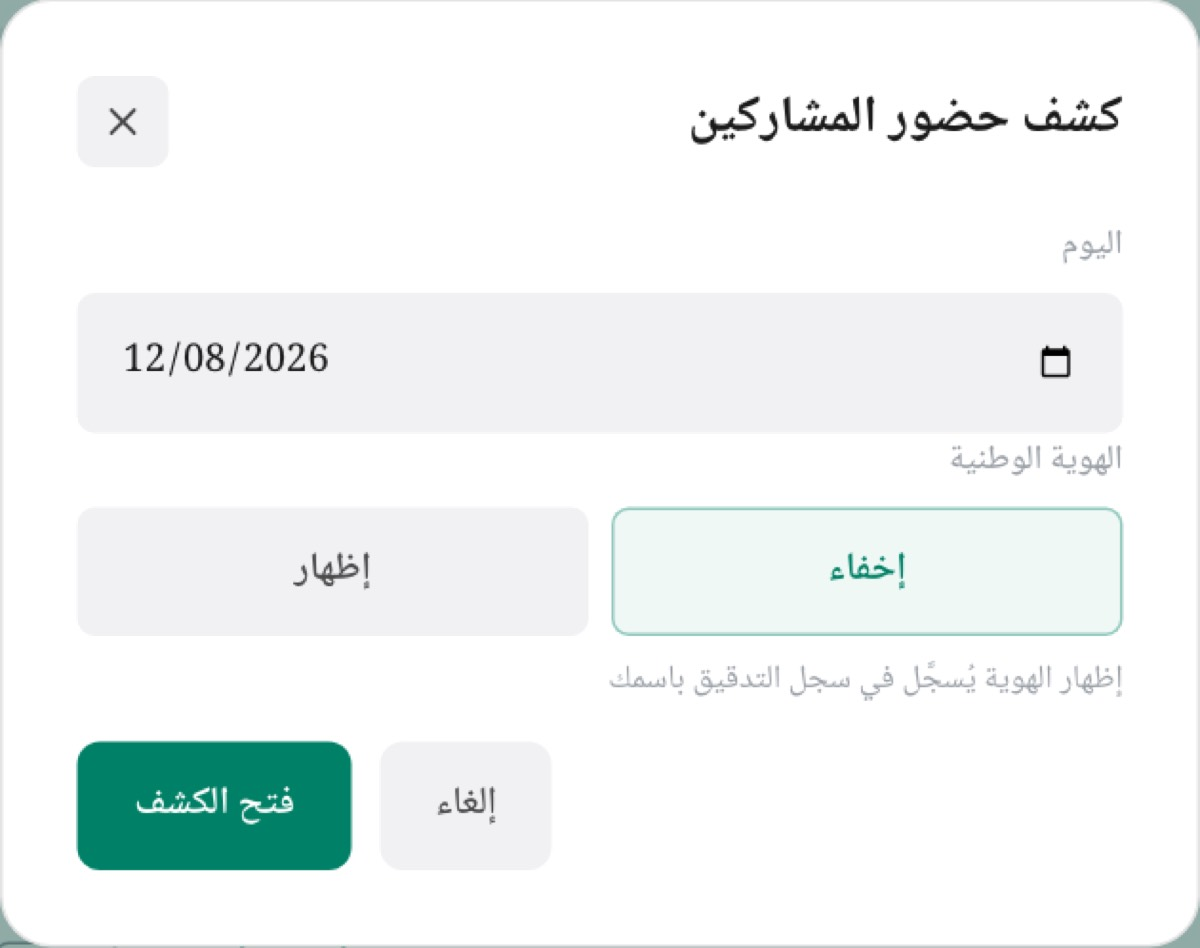 كشف حضور المشاركين
اليوم
12/08/2026
الهوية الوطنية
إخفاء
إظهار
إظهار الهوية يُسجَّل في سجل التدقيق باسمك
إلغاء
فتح الكشف